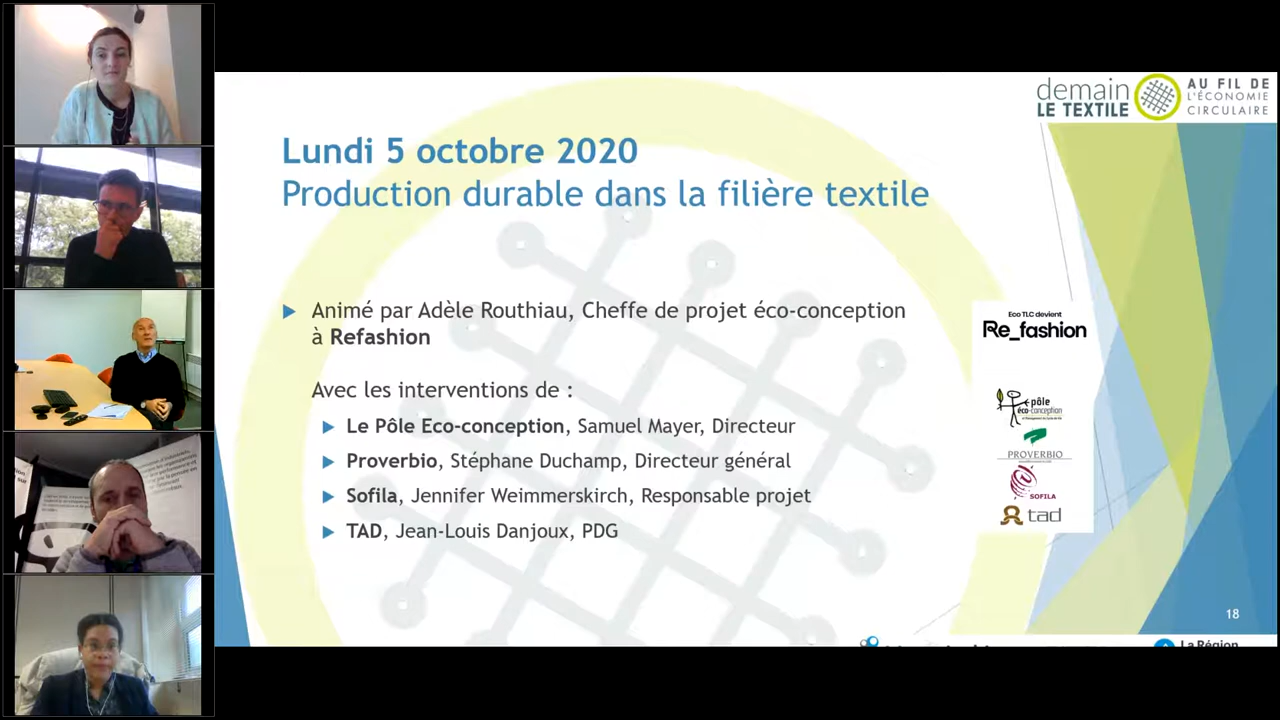 demain
LE TEXTILE
AU FIL DE
L'ÉCONOMIE
CIRCULAIRE
Lundi 5 octobre 2020
Production durable dans la filière textile
Animé par Adèle Routhiau, Cheffe de projet éco-conception
à Refashion
Avec les interventions de :
Le Pôle Eco-conception, Samuel Mayer, Directeur
Proverbio, Stéphane Duchamp, Directeur général
Sofila, Jennifer Weimmerskirch, Responsable projet
TAD, Jean-Louis Danjoux, PDG
Eco TLC devient
Re_fashion
pôle
éco-conception
PROVERBIO
SOFILA
tad
18
La Région